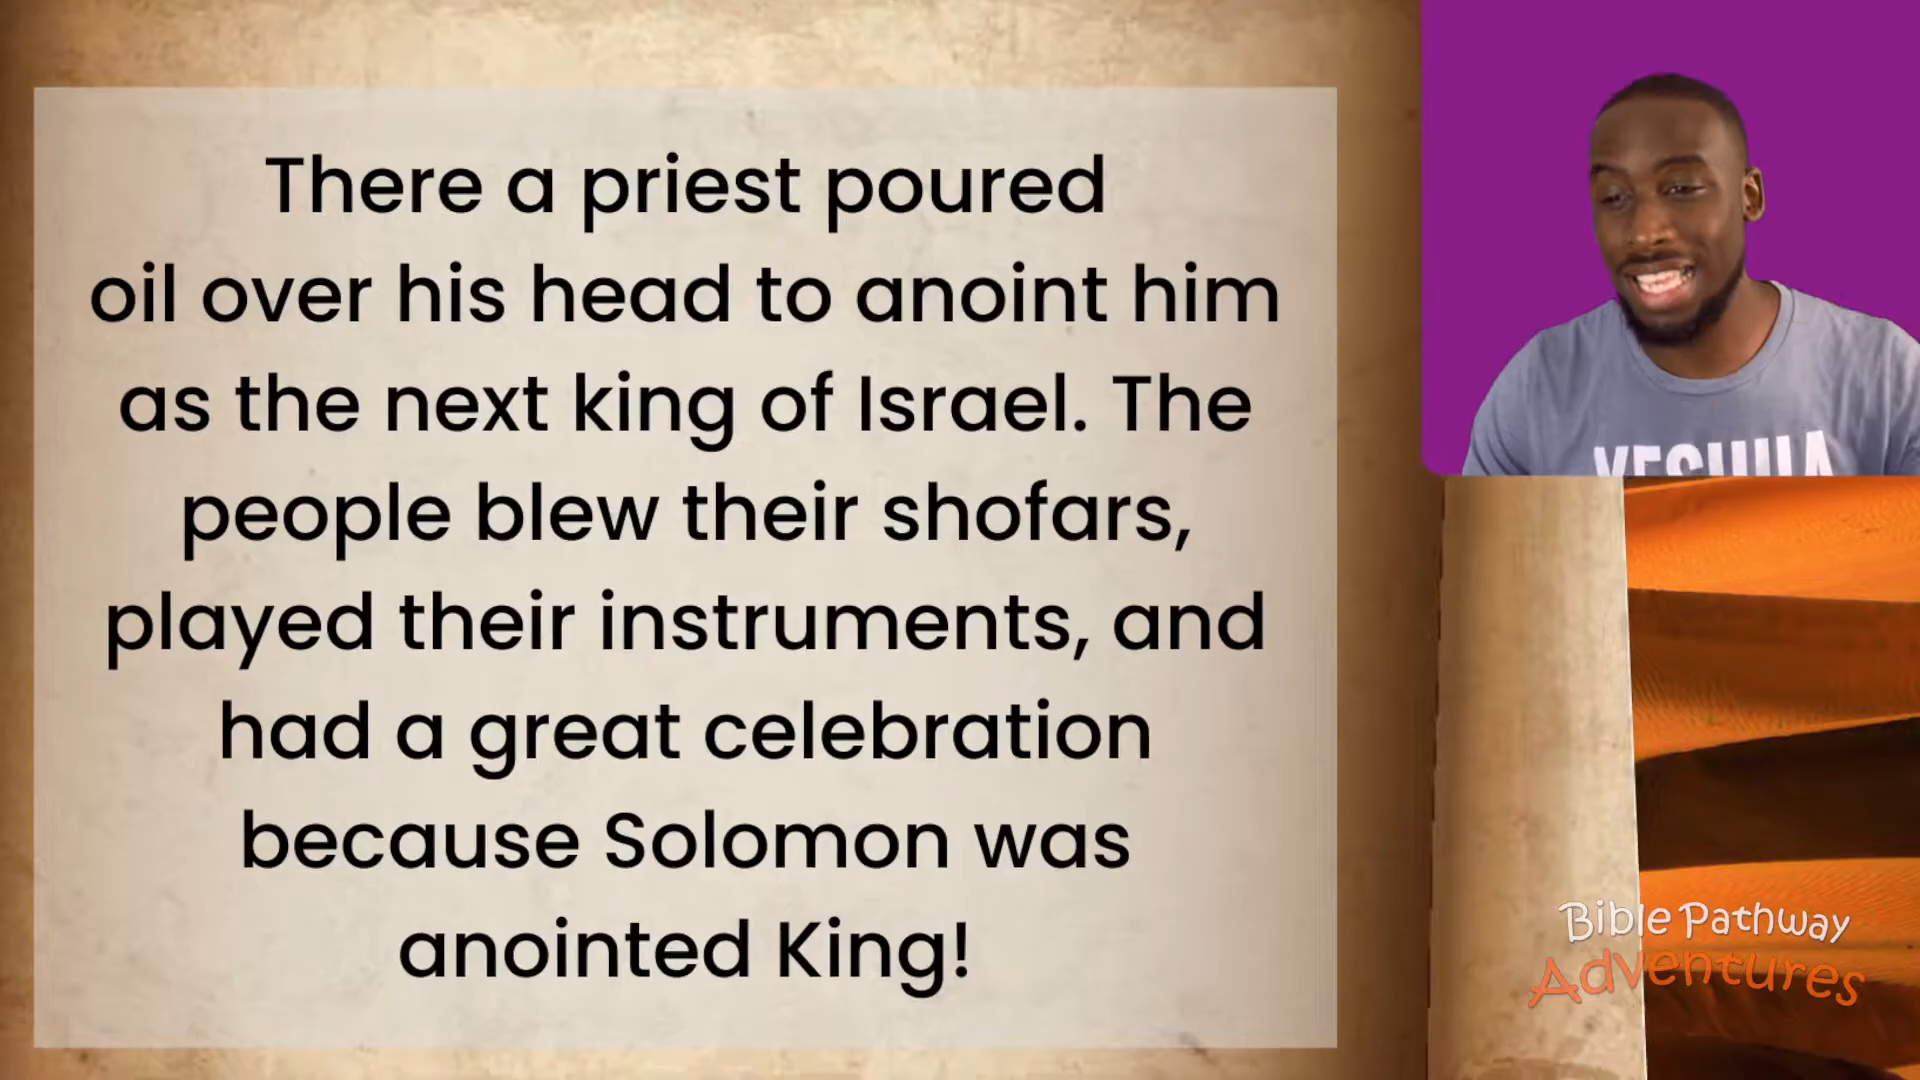 There a priest poured
oil over his head to anoint him
as the next king of Israel. The
people blew their shofars,
played their instruments, and
had a great celebration
because Solomon was
anointed King!
YESHUA
Bible Pathway
Adventures